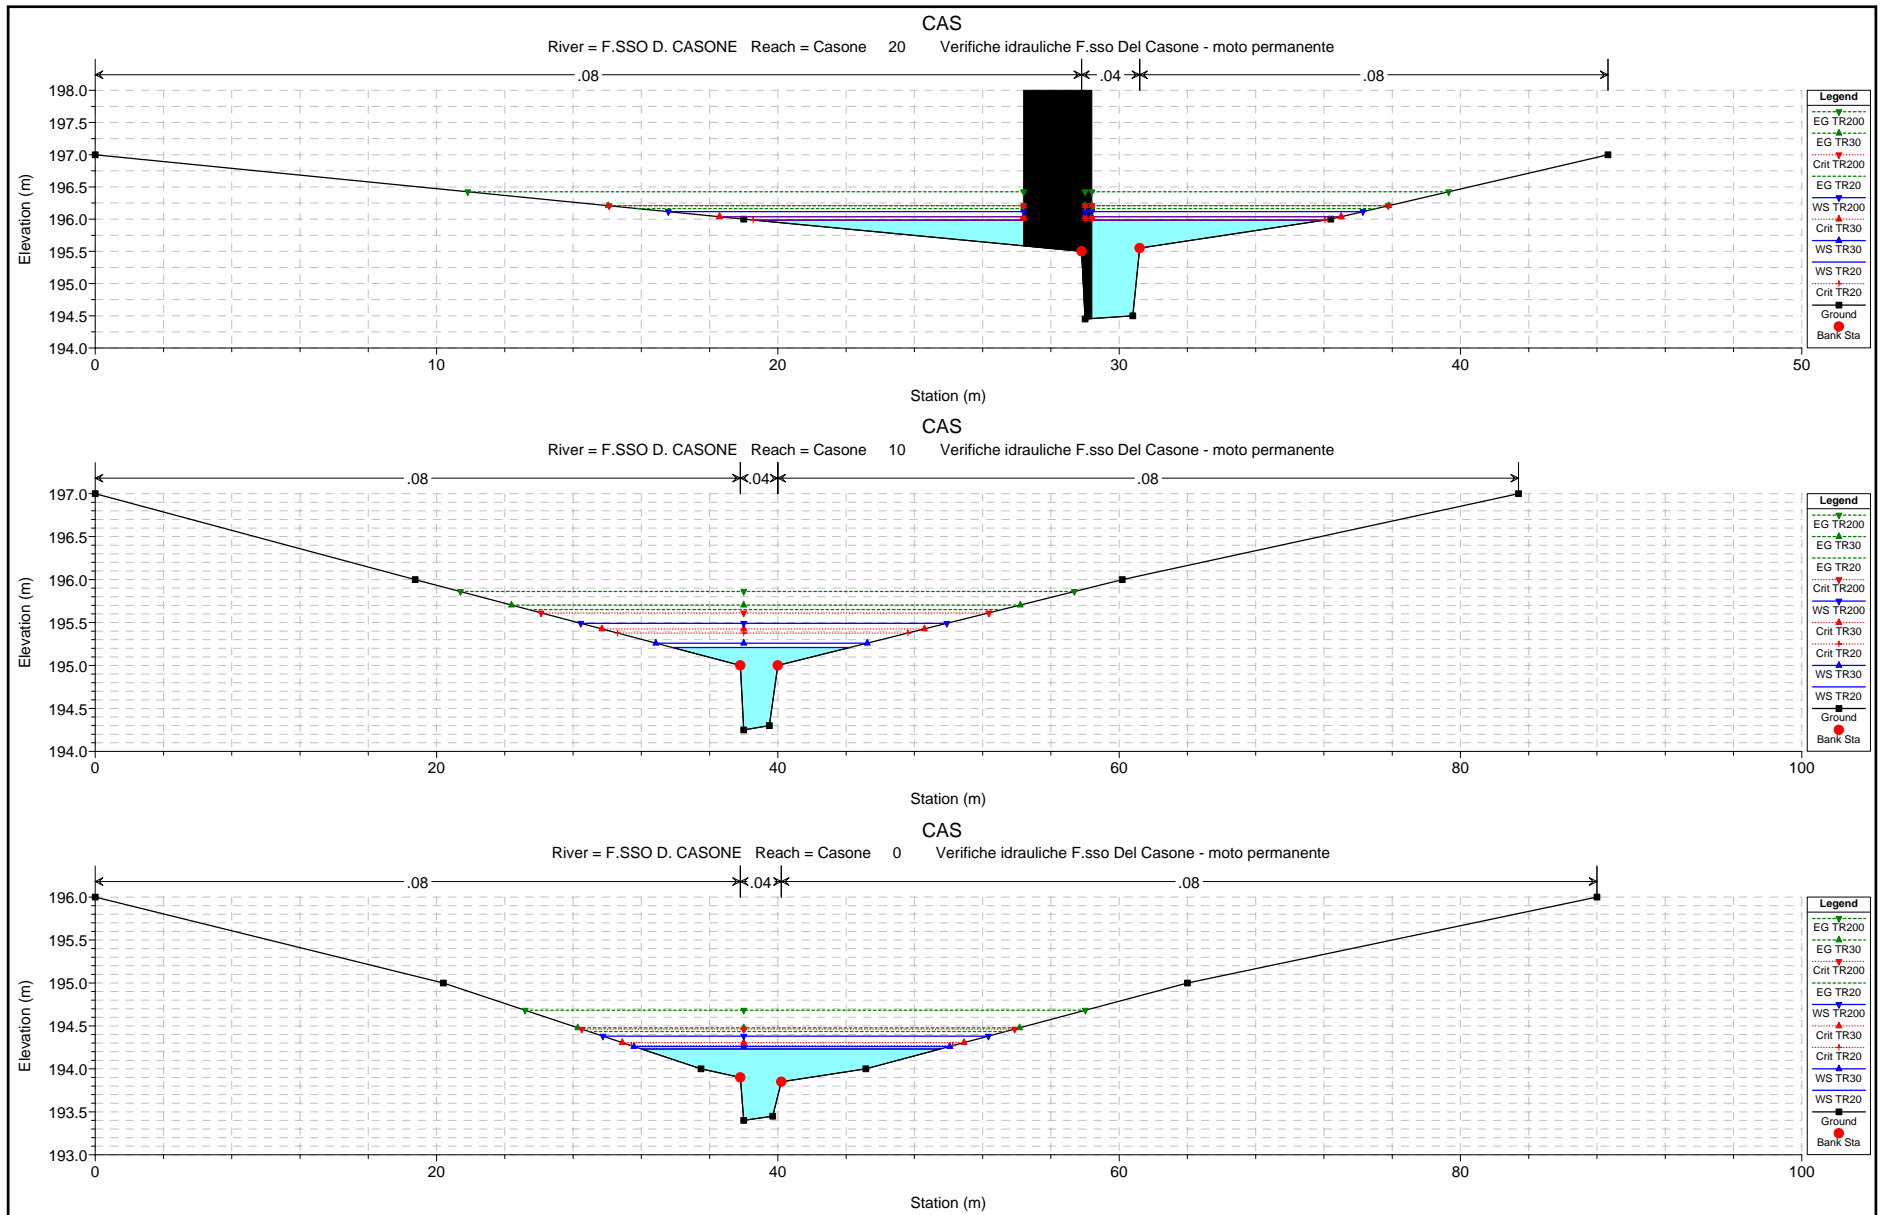 CAS
River = F.SSO D. CASONE Reach = Casone 20 Verifiche idrauliche F.sso Del Casone - moto permanente
.08 .04 .08
198.0
197.5
197.0
196.5
196.0
195.5
195.0
194.5
194.0
Elevation (m)
0 10 20 30 40 50
Station (m)
Legend
EG TR200
EG TR30
Crit TR200
EG TR20
WS TR200
Crit TR30
WS TR30
WS TR20
Crit TR20
Ground
Bank Sta
CAS
River = F.SSO D. CASONE Reach = Casone 10 Verifiche idrauliche F.sso Del Casone - moto permanente
.08 .04 .08
197.0
196.5
196.0
195.5
195.0
194.5
194.0
Elevation (m)
0 20 40 60 80 100
Station (m)
Legend
EG TR200
EG TR30
EG TR20
Crit TR200
WS TR200
Crit TR30
Crit TR20
WS TR30
WS TR20
Ground
Bank Sta
CAS
River = F.SSO D. CASONE Reach = Casone 0 Verifiche idrauliche F.sso Del Casone - moto permanente
.08 .04 .08
196.0
195.5
195.0
194.5
194.0
193.5
193.0
Elevation (m)
0 20 40 60 80 100
Station (m)
Legend
EG TR200
EG TR30
Crit TR200
EG TR20
WS TR200
Crit TR30
Crit TR20
WS TR30
WS TR20
Ground
Bank Sta